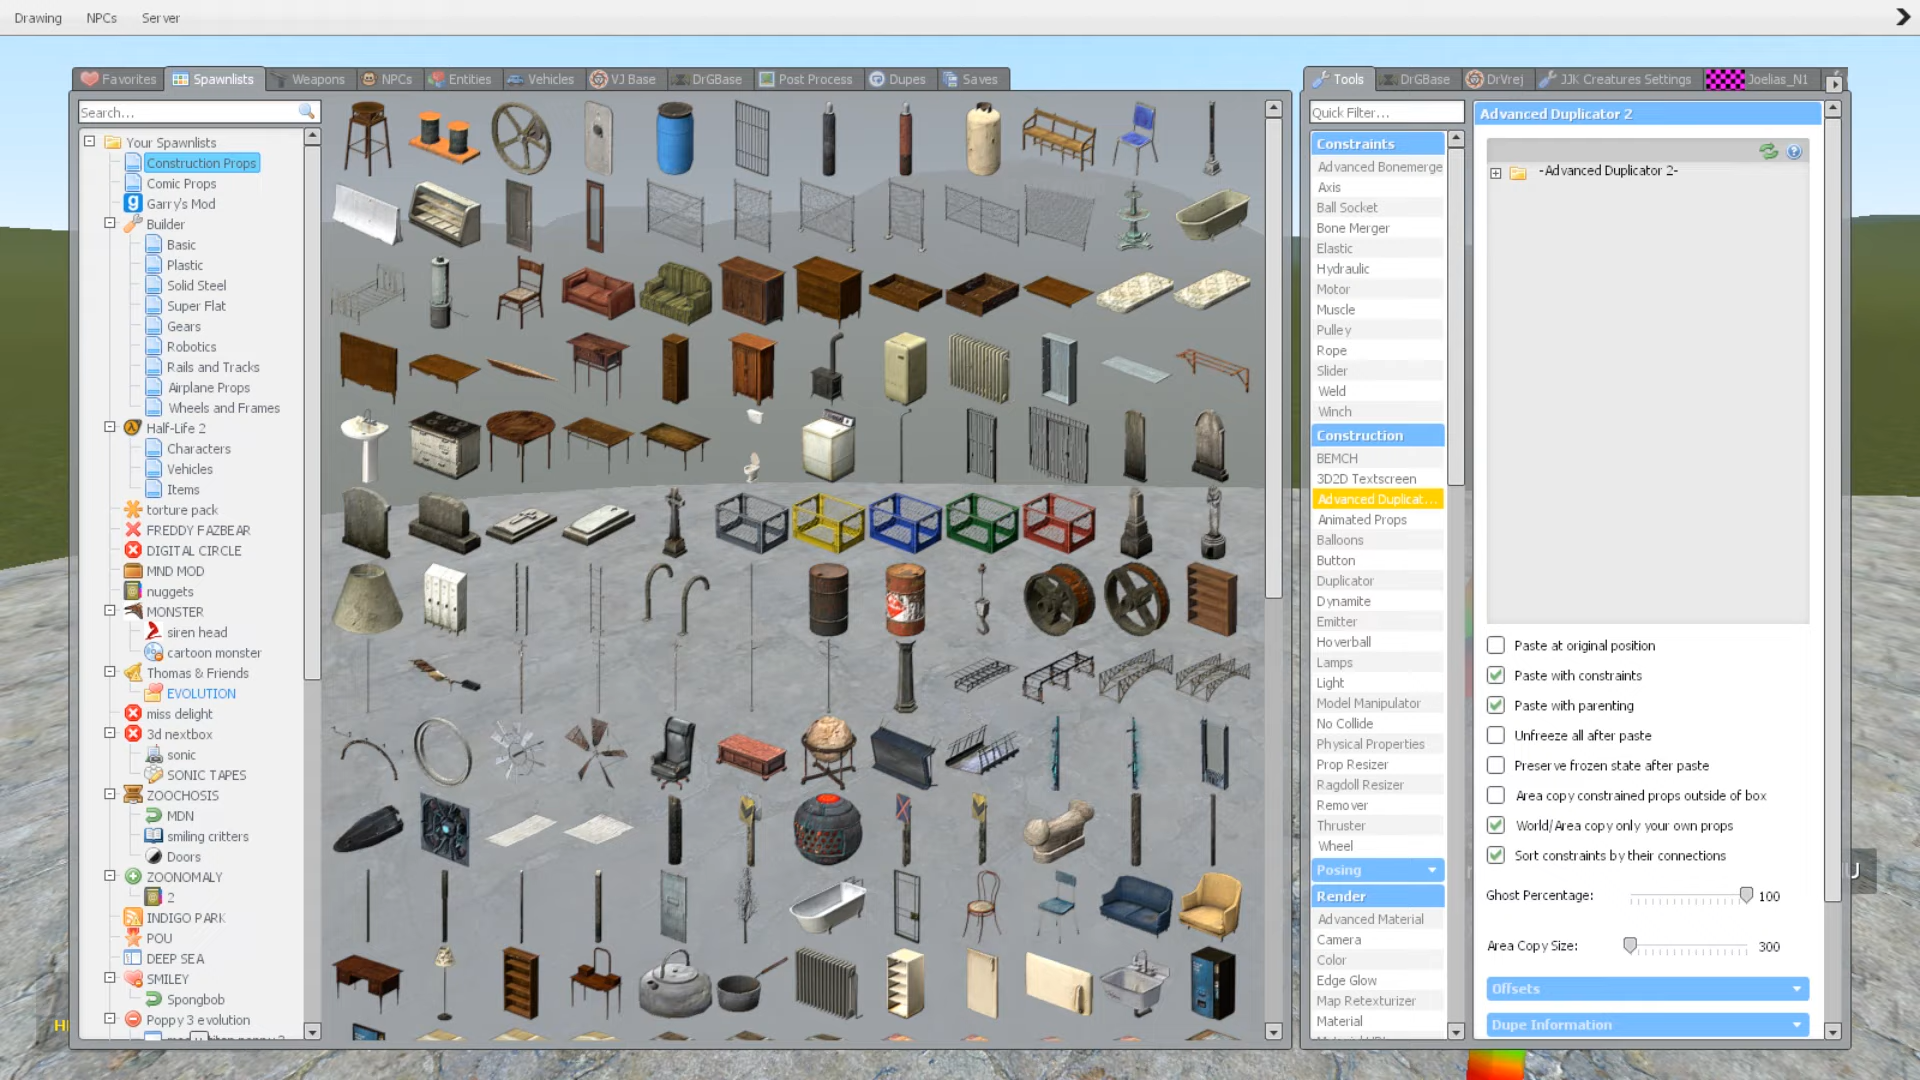 Drawing NPCs Server
Favorites Spawnlists Weapons NPCs Entities Vehicles VJ Base DrGBase Post Process Dupes Saves
Search...
Your Spawnlists
Construction Props
Comic Props
Garry's Mod
Builder
Basic
Plastic
Solid Steel
Super Flat
Gears
Robotics
Rails and Tracks
Airplane Props
Wheels and Frames
Half-Life 2
Characters
Vehicles
Items
torture pack
FREDDY FAZBEAR
DIGITAL CIRCLE
MND MOD
nuggets
MONSTER
siren head
cartoon monster
Thomas & Friends
EVOLUTION
miss delight
3d nextbox
sonic
SONIC TAPES
ZOOCHOSIS
MDN
smiling critters
Doors
ZOONOMALY
2
INDIGO PARK
POU
DEEP SEA
SMILEY
Spongbob
Poppy 3 evolution
Tools DrGBase DrVrej JJK Creatures Settings Joelias_N1
Quick Filter...
Constraints
Advanced Bonemerge
Axis
Ball Socket
Bone Merger
Elastic
Hydraulic
Motor
Muscle
Pulley
Rope
Slider
Weld
Winch
Construction
BEMCH
3D2D Textscreen
Advanced Duplicat...
Animated Props
Balloons
Button
Duplicator
Dynamite
Emitter
Hoverball
Lamps
Light
Model Manipulator
No Collide
Physical Properties
Prop Resizer
Ragdoll Resizer
Remover
Thruster
Wheel
Posing
Render
Advanced Material
Camera
Color
Edge Glow
Map Retexturizer
Material
Advanced Duplicator 2
-Advanced Duplicator 2-
Paste at original position
Paste with constraints
Paste with parenting
Unfreeze all after paste
Preserve frozen state after paste
Area copy constrained props outside of box
World/Area copy only your own props
Sort constraints by their connections
Ghost Percentage: 100
Area Copy Size: 300
Offsets
Dupe Information